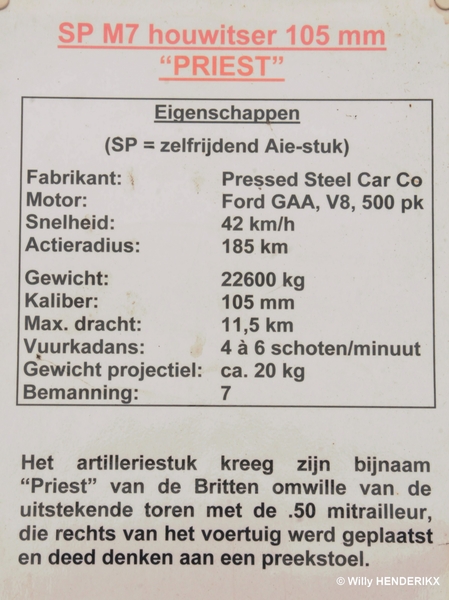 SP M7 houwitser 105 mm
“PRIEST”
Eigenschappen
(SP = zelfrijdend Aie-stuk)
Fabrikant: Pressed Steel Car Co
Motor: Ford GAA, V8, 500 pk
Snelheid: 42 km/h
Actieradius: 185 km
Gewicht: 22600 kg
Kaliber: 105 mm
Max. dracht: 11,5 km
Vuurkadans: 4 à 6 schoten/minuut
Gewicht projectiel: ca. 20 kg
Bemanning: 7
Het artilleriestuk kreeg zijn bijnaam
“Priest” van de Britten omwille van de
uitstekende toren met de .50 mitrailleur,
die rechts van het voertuig werd geplaatst
en deed denken aan een preekstoel.
© Willy HENDERIKX